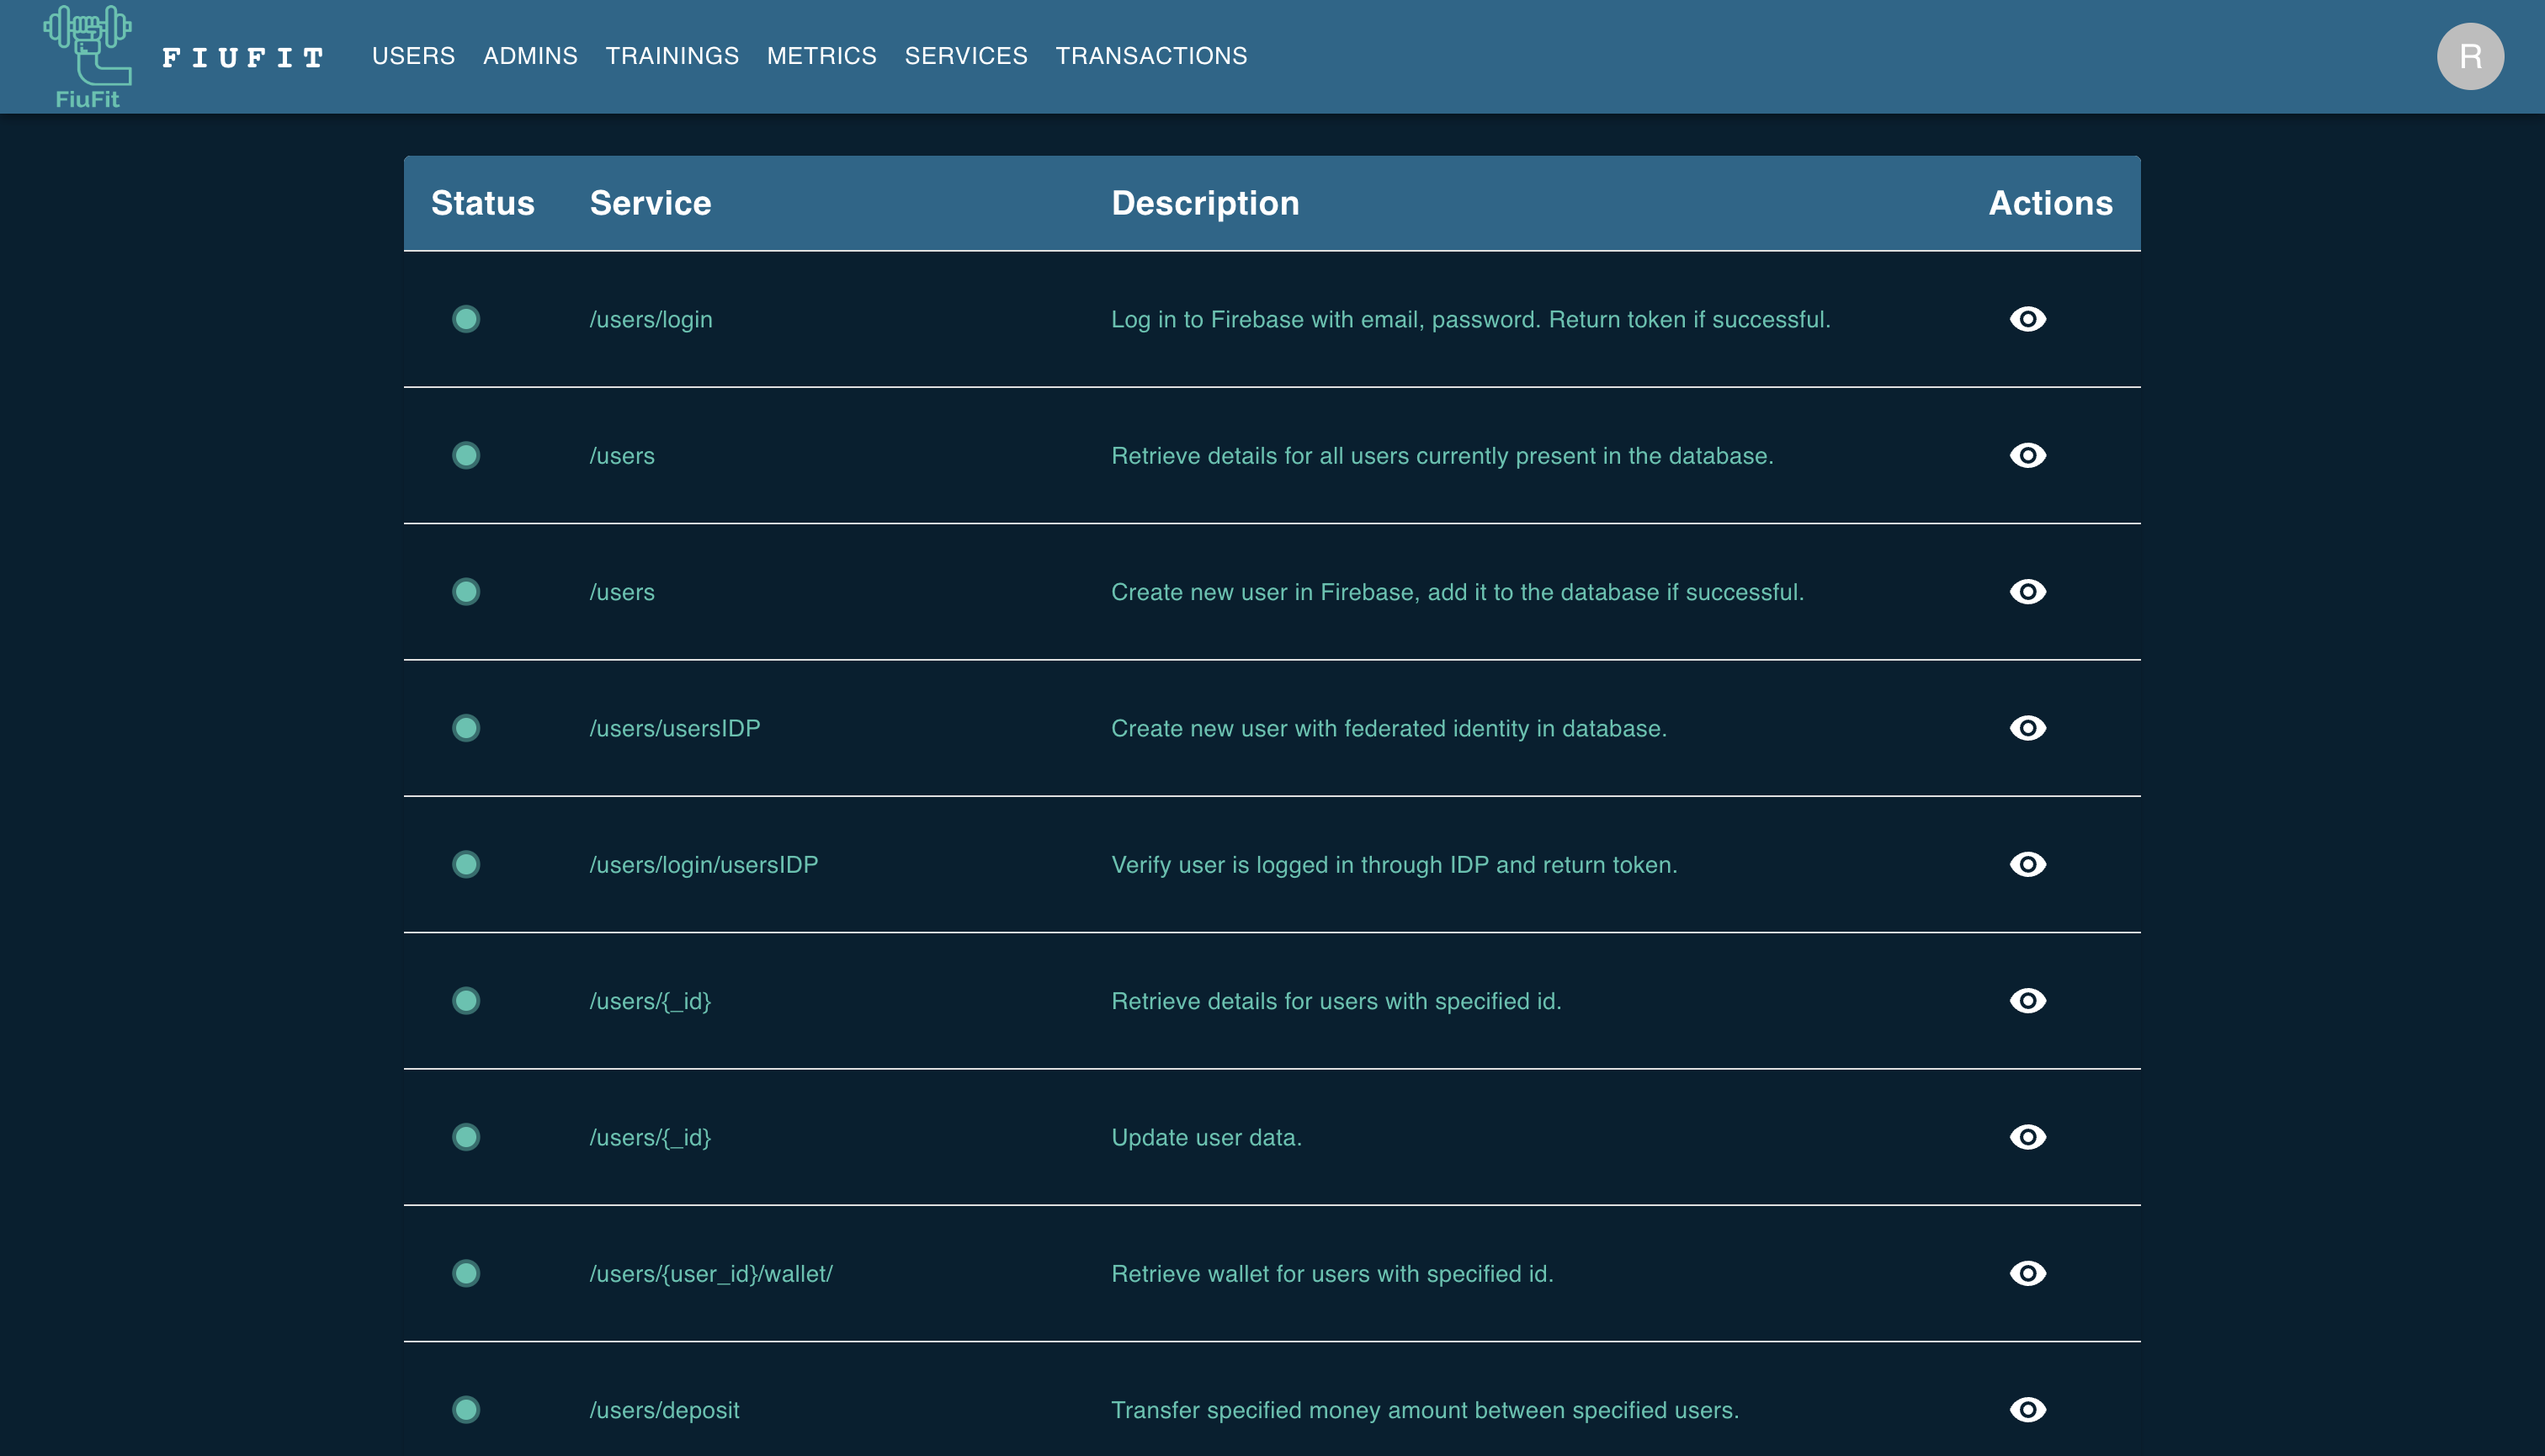 FiuFit
FIUFIT USERS ADMINS TRAININGS METRICS SERVICES TRANSACTIONS R
Status Service Description Actions
/users/login Log in to Firebase with email, password. Return token if successful.
/users Retrieve details for all users currently present in the database.
/users Create new user in Firebase, add it to the database if successful.
/users/usersIDP Create new user with federated identity in database.
/users/login/usersIDP Verify user is logged in through IDP and return token.
/users/{_id} Retrieve details for users with specified id.
/users/{_id} Update user data.
/users/{user_id}/wallet/ Retrieve wallet for users with specified id.
/users/deposit Transfer specified money amount between specified users.